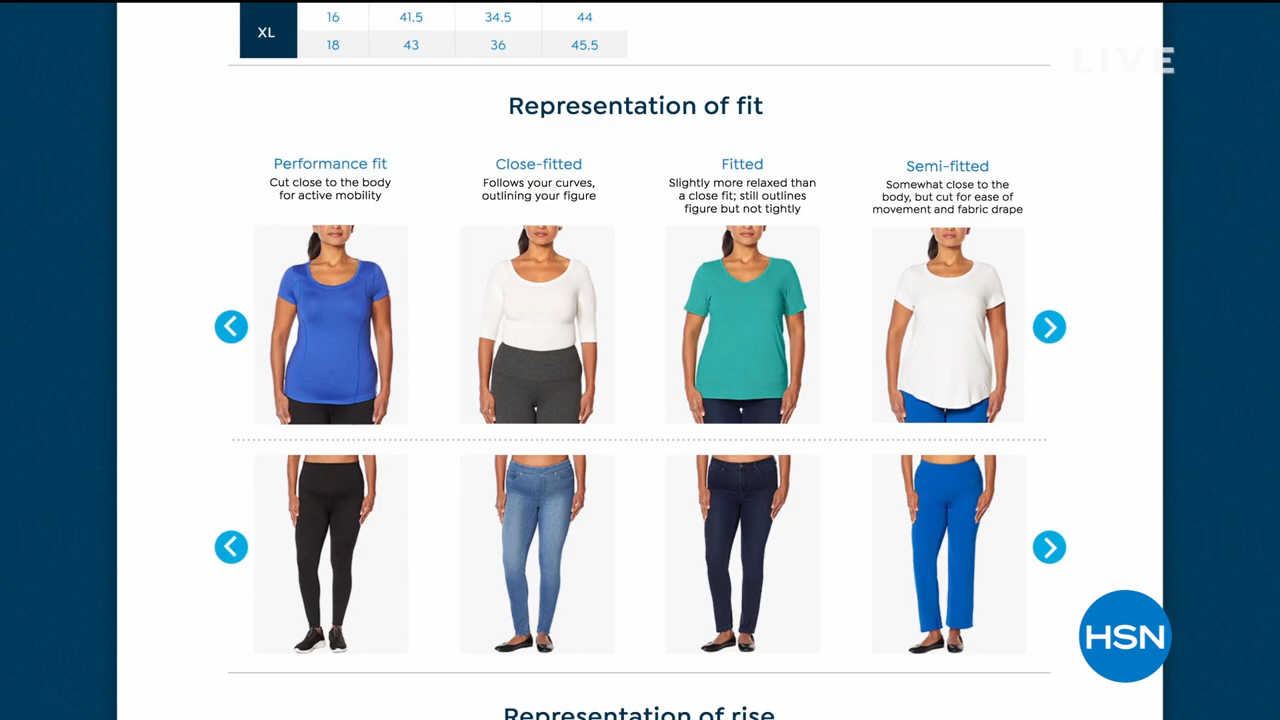 XL
16 41.5 34.5 44
18 43 36 45.5
LIVE
Representation of fit
Performance fit
Cut close to the body
for active mobility
Close-fitted
Follows your curves,
outlining your figure
Fitted
Slightly more relaxed than
a close fit; still outlines
figure but not tightly
Semi-fitted
Somewhat close to the
body, but cut for ease of
movement and fabric drape
HSN
Representation of rise